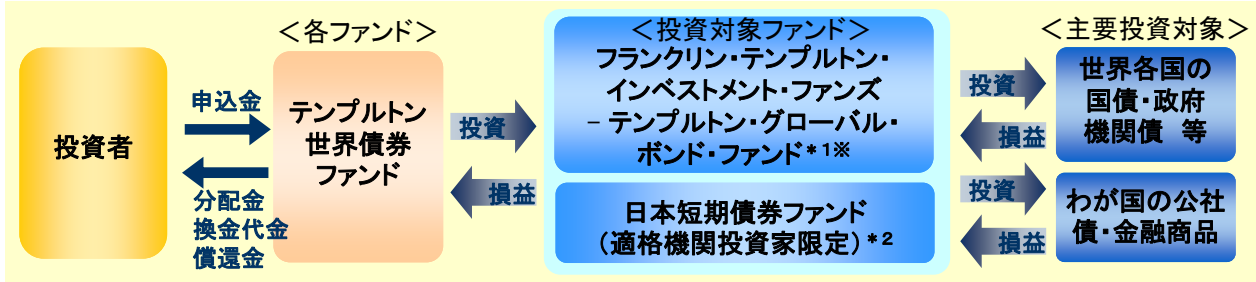 投資者
申込金
分配金
換金代金
償還金
＜各ファンド＞
テンプルトン
世界債券
ファンド
投資
損益
＜投資対象ファンド＞
フランクリン・テンプルトン・
インベストメント・ファンズ
－テンプルトン・グローバル・
ボンド・ファンド＊1※
日本短期債券ファンド
（適格機関投資家限定）＊2
投資
損益
投資
損益
＜主要投資対象＞
世界各国の
国債・政府
機関債　等
わが国の公社
債・金融商品